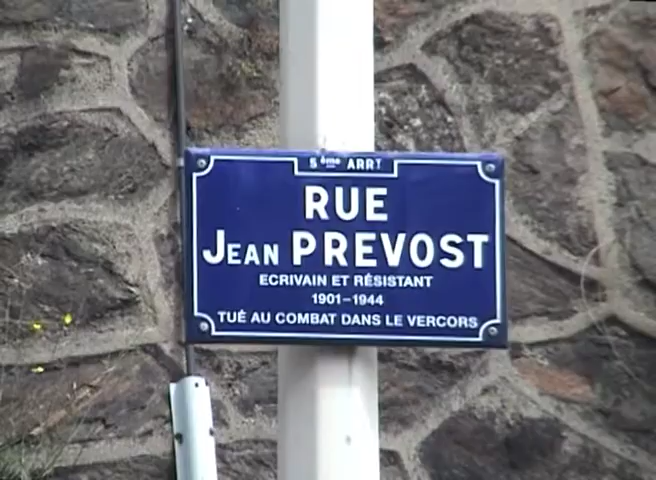 5ème ARRT
RUE
JEAN PREVOST
ECRIVAIN ET RÉSISTANT
1901-1944
TUÉ AU COMBAT DANS LE VERCORS